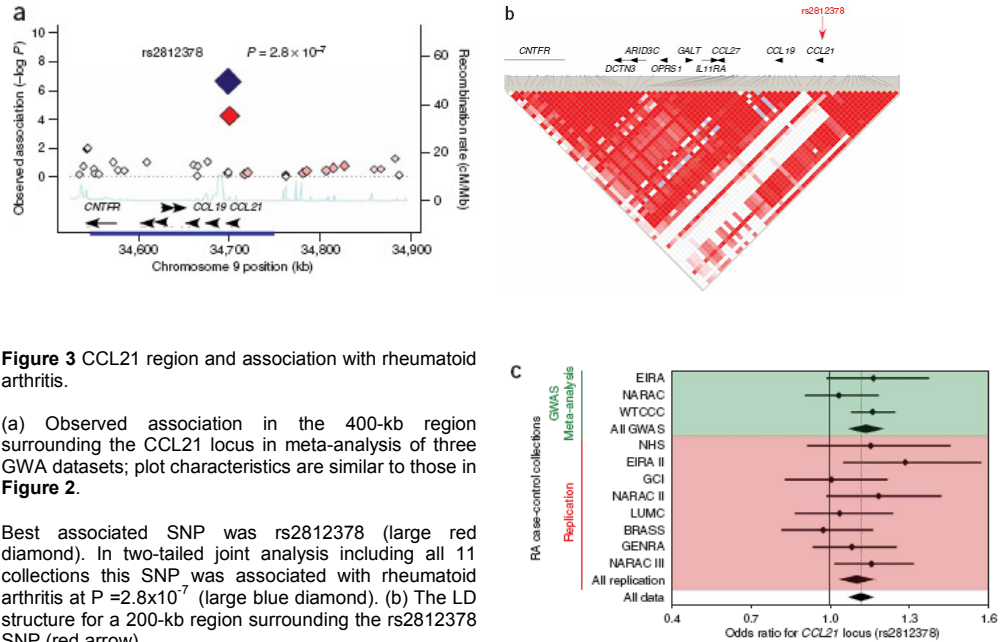 a
rs2812378 P = 2.8 × 10⁻⁷
Observed association (–log P)
10
8
6
4
2
0
Recombination rate (cM/Mb)
60
40
20
0
CNTFR CCL19 CCL21
34,600 34,700 34,800 34,900
Chromosome 9 position (kb)
b
rs2812378
CNTFR ARID3C GALT CCL27 CCL19 CCL21
DCTN3 OPRS1 IL11RA
Figure 3 CCL21 region and association with rheumatoid
arthritis.
(a) Observed association in the 400-kb region
surrounding the CCL21 locus in meta-analysis of three
GWA datasets; plot characteristics are similar to those in
Figure 2.
Best associated SNP was rs2812378 (large red
diamond). In two-tailed joint analysis including all 11
collections this SNP was associated with rheumatoid
arthritis at P =2.8x10⁻⁷ (large blue diamond). (b) The LD
structure for a 200-kb region surrounding the rs2812378
SNP (red arrow)
c
RA case-control collections
GWAS
Meta-analysis
Replication
EIRA
NARAC
WTCCC
All GWAS
NHS
EIRA II
GCI
NARAC II
LUMC
BRASS
GENRA
NARAC III
All replication
All data
0.4 0.7 1.0 1.3 1.6
Odds ratio for CCL21 locus (rs2812378)